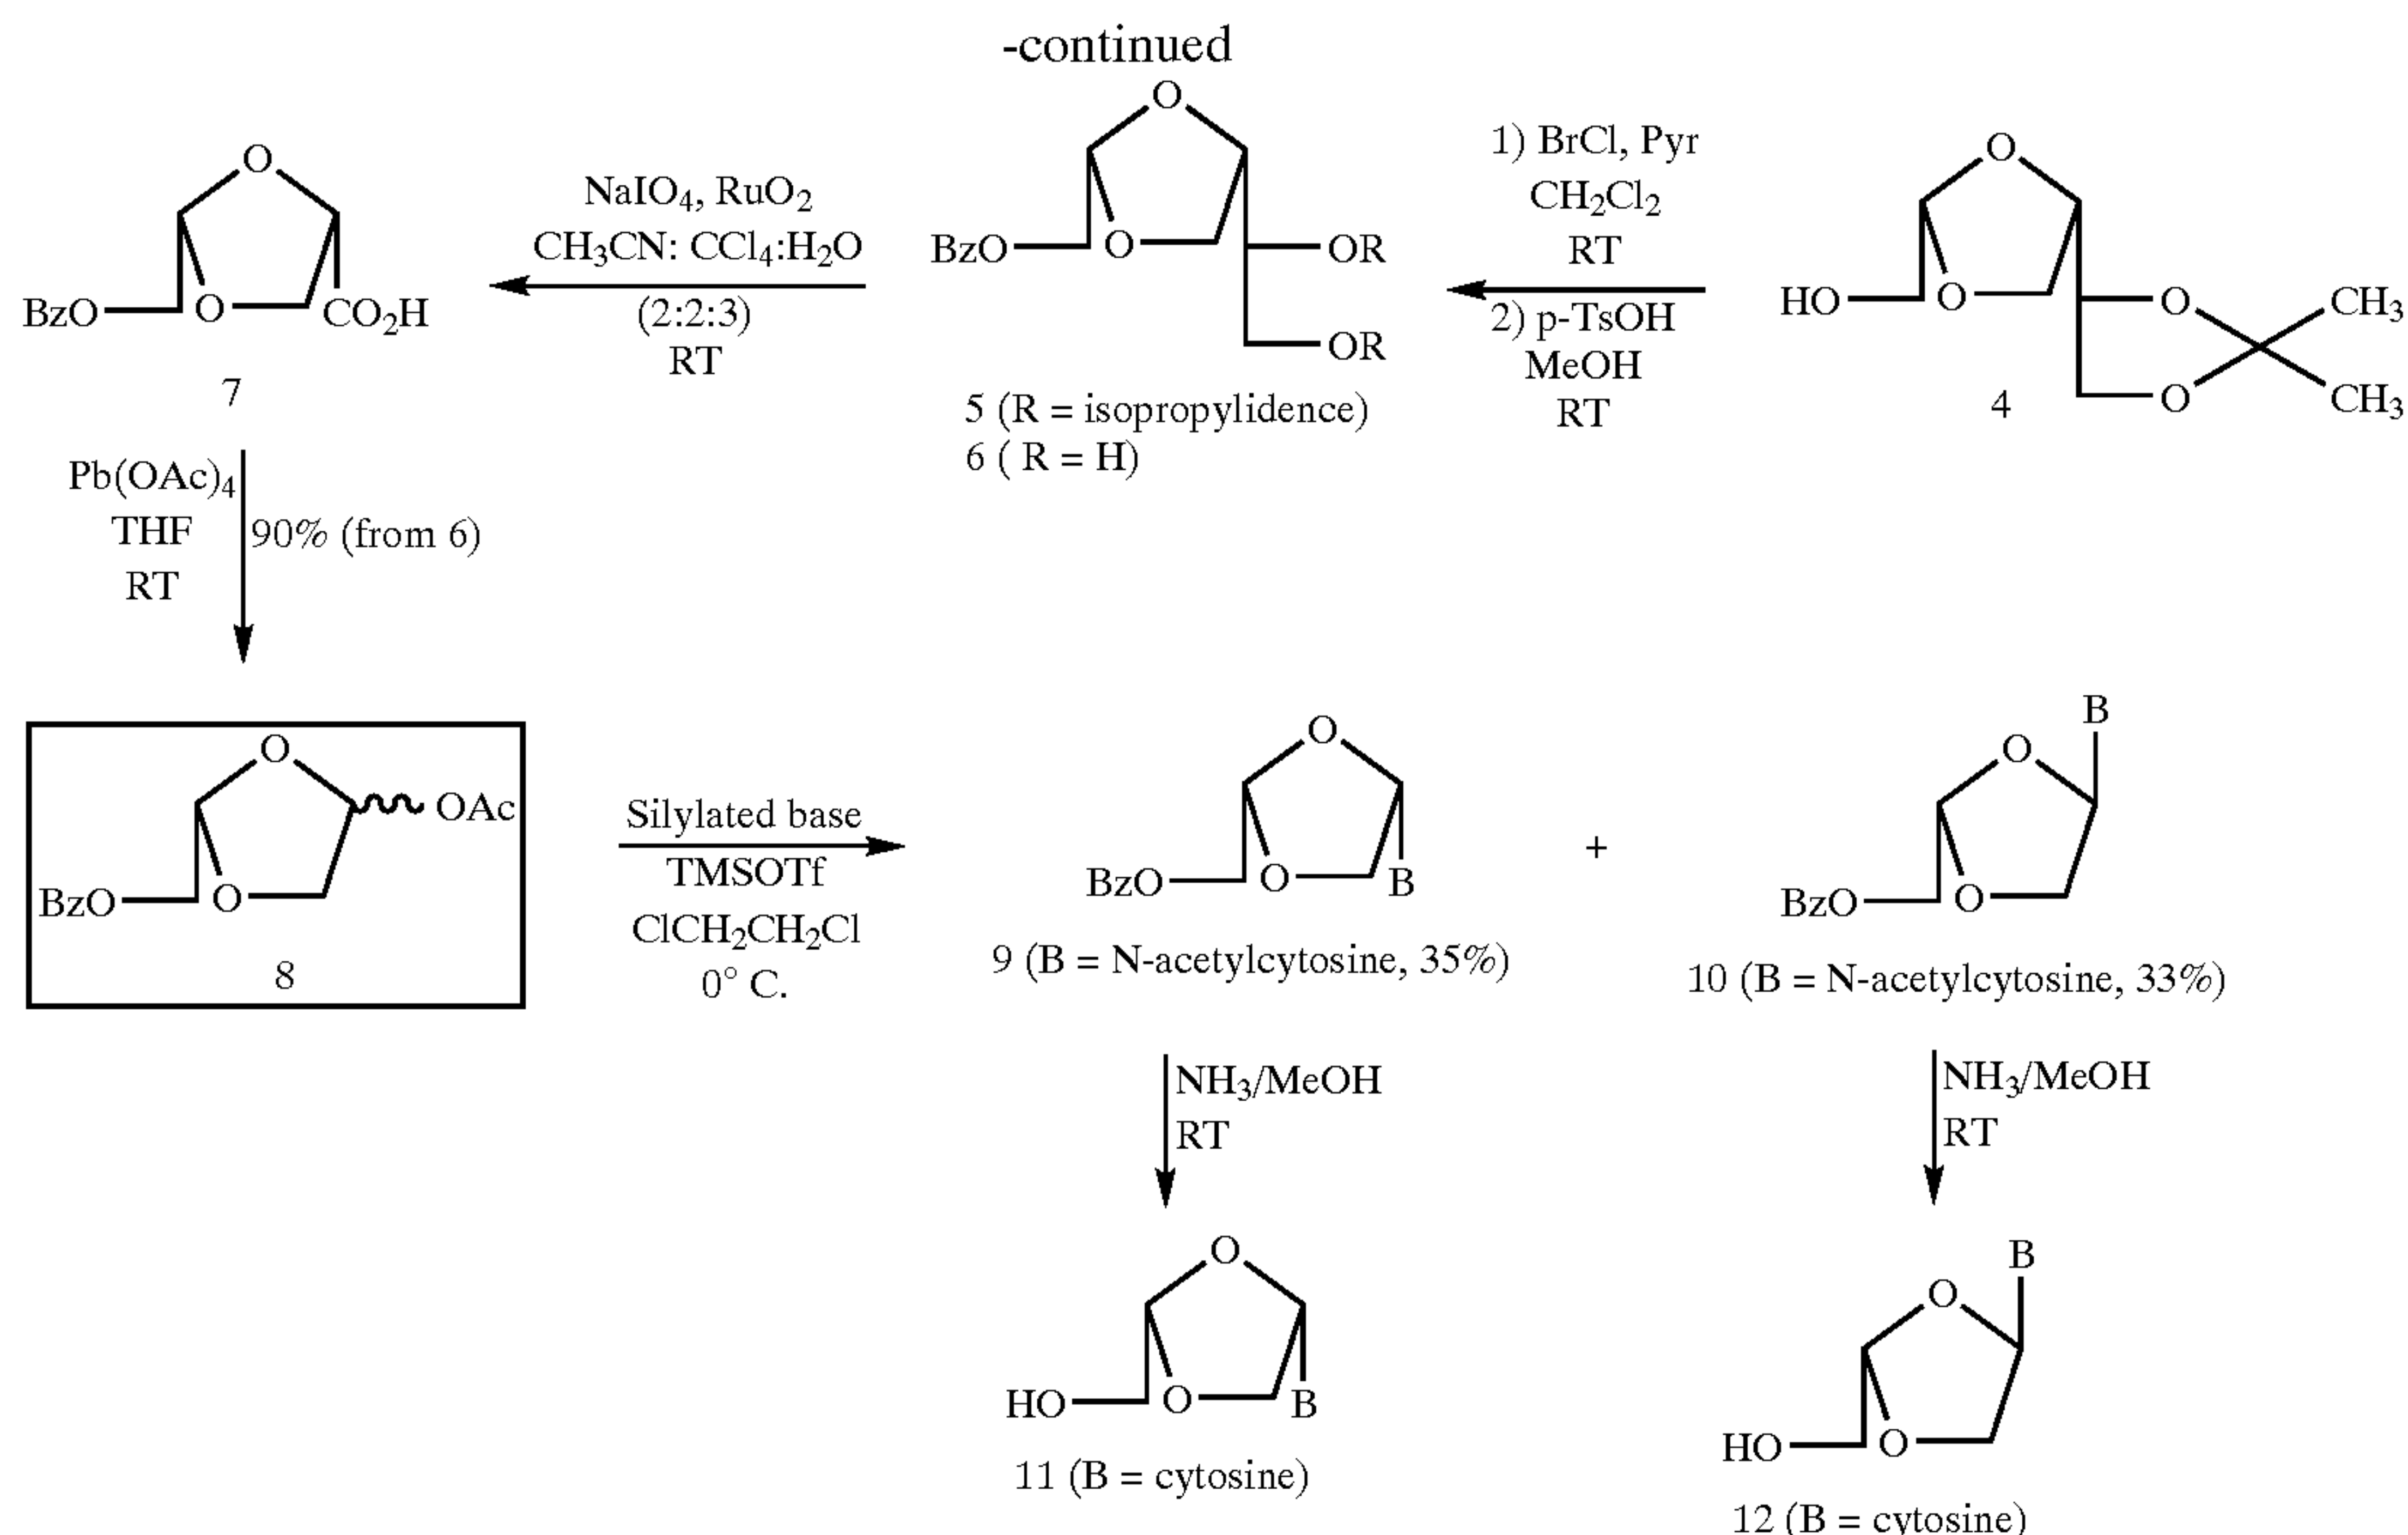 -continued
O
BzO
O
CO2H
7
NaIO4, RuO2
CH3CN: CCl4:H2O
(2:2:3)
RT
O
BzO
O
OR
OR
5 (R = isopropylidence)
6 ( R = H)
1) BrCl, Pyr
CH2Cl2
RT
2) p-TsOH
MeOH
RT
O
HO
O
O
O
CH3
CH3
4
Pb(OAc)4
THF
RT
90% (from 6)
O
OAc
BzO
O
8
Silylated base
TMSOTf
ClCH2CH2Cl
0° C.
O
BzO
O
B
9 (B = N-acetylcytosine, 35%)
+
B
O
BzO
O
10 (B = N-acetylcytosine, 33%)
NH3/MeOH
RT
NH3/MeOH
RT
O
HO
O
B
11 (B = cytosine)
B
O
HO
O
12 (B = cytosine)